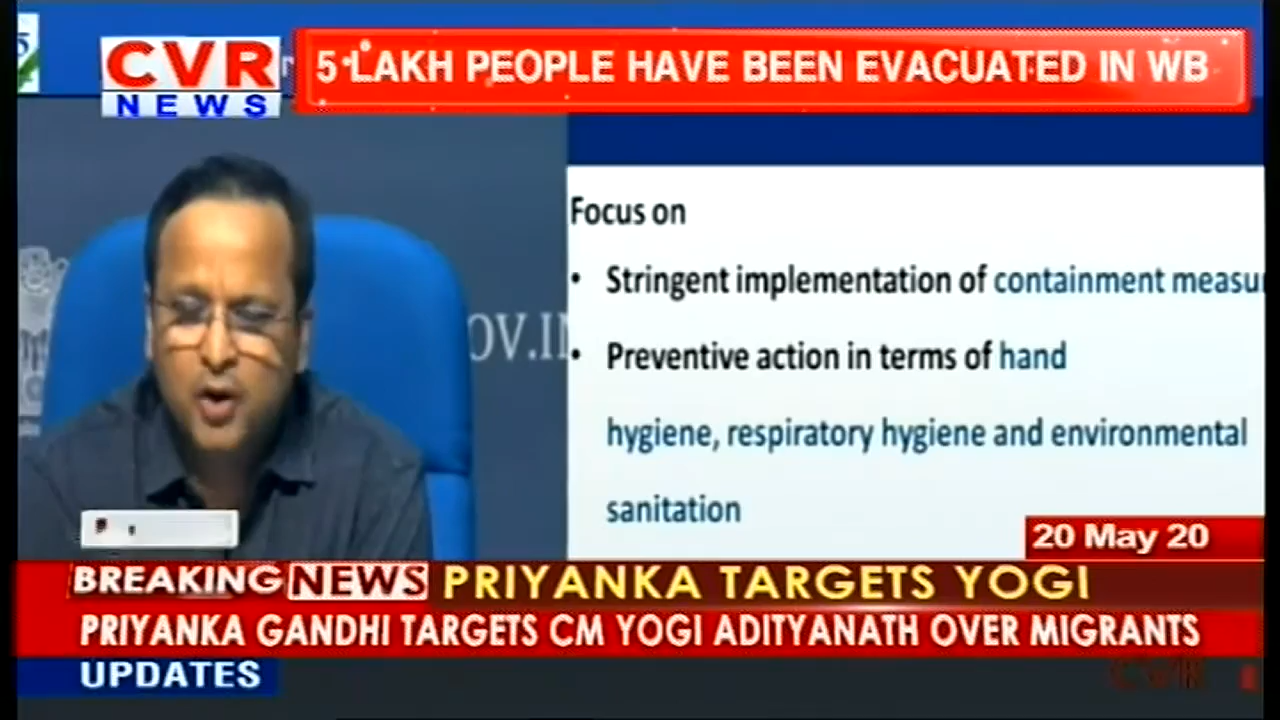 CVR
NEWS
5 LAKH PEOPLE HAVE BEEN EVACUATED IN WB
Focus on
• Stringent implementation of containment measu
• Preventive action in terms of hand
hygiene, respiratory hygiene and environmental
sanitation
OV.IN
20 May 20
BREAKING NEWS PRIYANKA TARGETS YOGI
PRIYANKA GANDHI TARGETS CM YOGI ADITYANATH OVER MIGRANTS
UPDATES
CVR